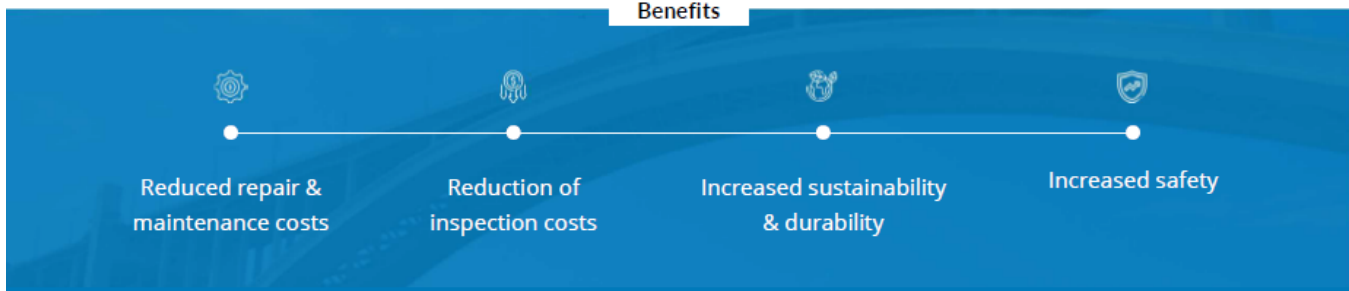 Benefits
Reduced repair &
maintenance costs
Reduction of
inspection costs
Increased sustainability
& durability
Increased safety